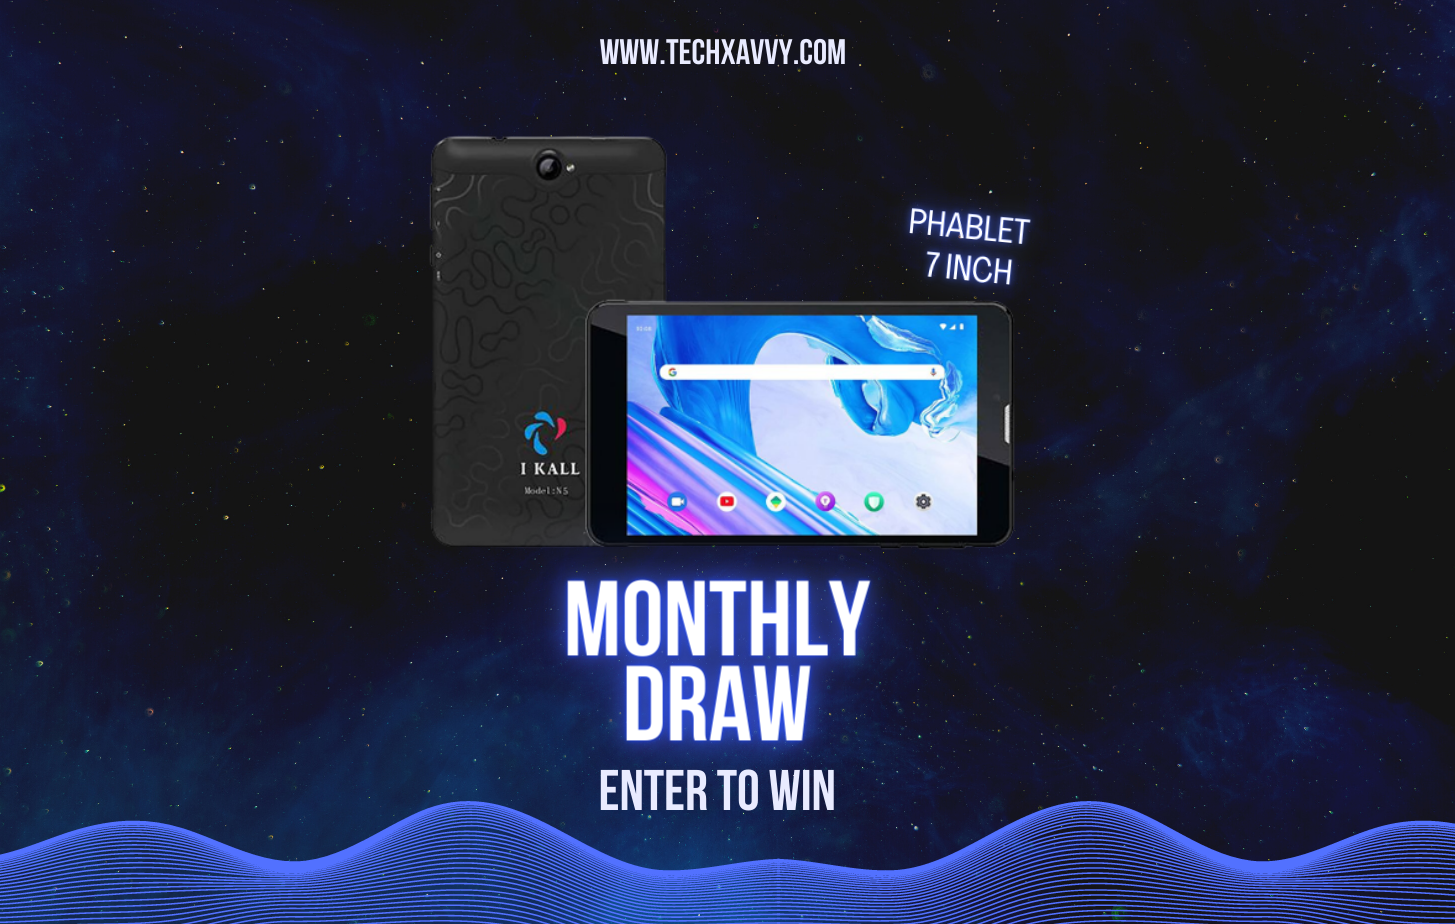 WWW.TECHXAVVY.COM
PHABLET
7 INCH
I KALL
Model:N5
MONTHLY
DRAW
ENTER TO WIN